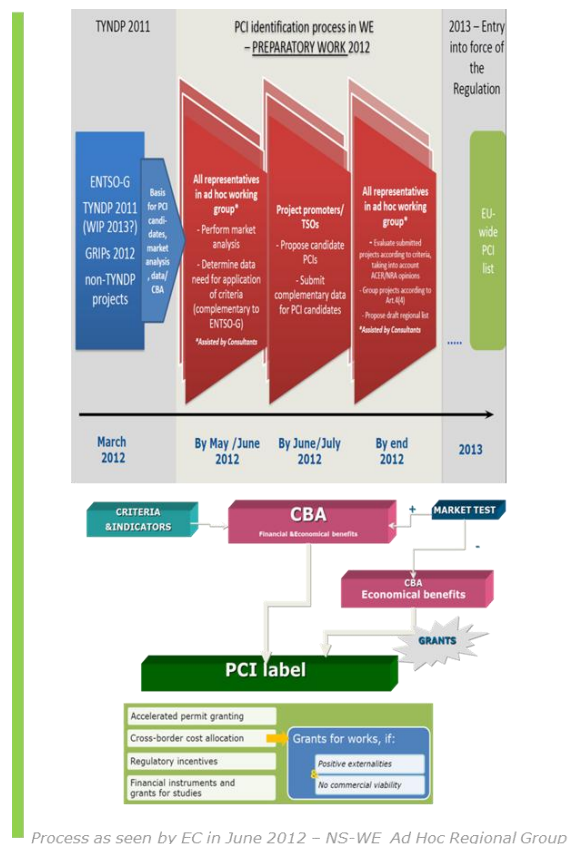 TYNDP 2011
PCI identification process in WE
– PREPARATORY WORK 2012
2013 – Entry
into force of
the
Regulation
ENTSO-G
TYNDP 2011
(WIP 2013?)
GRIPs 2012
non-TYNDP
projects
Basis
for PCI
candi-
dates,
market
analysis
, data/
CBA
All representatives
in ad hoc working
group*
- Perform market
analysis
- Determine data
need for application
of criteria
(complementary to
ENTSO-G)
*Assisted by Consultants
Project promoters/
TSOs
- Propose candidate
PCIs
- Submit
complementary data
for PCI candidates
All representatives
in ad hoc working
group*
- Evaluate submitted
projects according to criteria,
taking into account
ACER/NRA opinions
- Group projects according to
Art.4(4)
- Propose draft regional list
*Assisted by Consultants
EU-
wide
PCI
list
.....
March
2012
By May /June
2012
By June/July
2012
By end
2012
2013
CRITERIA
&INDICATORS
CBA
Financial &Economical benefits
+
MARKET TEST
-
CBA
Economical benefits
GRANTS
PCI label
Accelerated permit granting
Cross-border cost allocation
Regulatory incentives
Financial instruments and
grants for studies
Grants for works, if:
Positive externalities
&
No commercial viability
Process as seen by EC in June 2012 – NS-WE Ad Hoc Regional Group